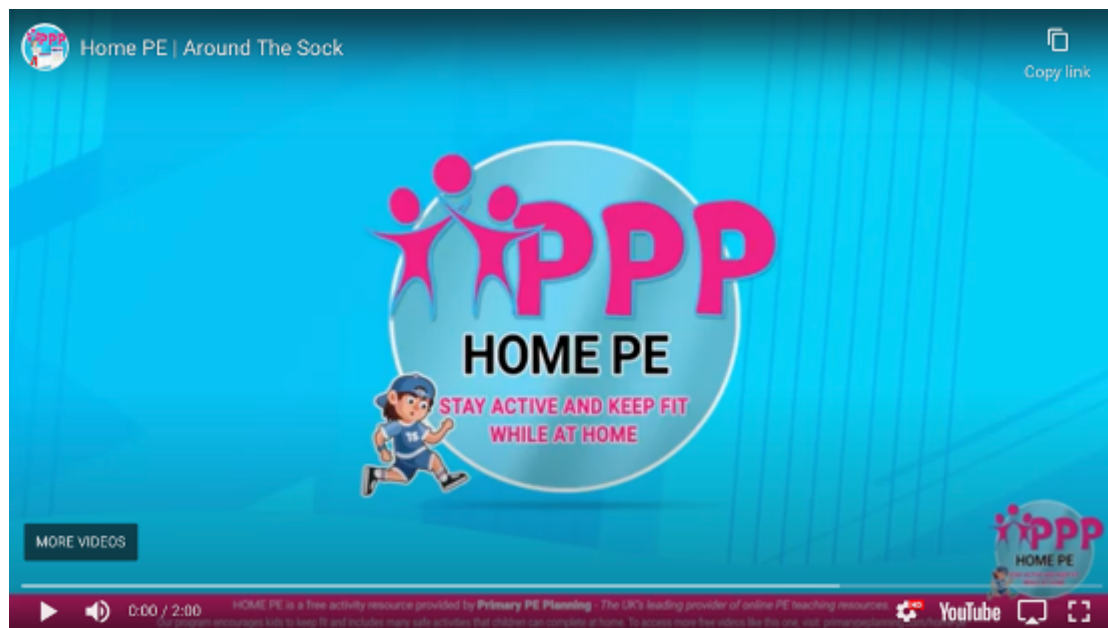 Home PE | Around The Sock
Copy link
PPP
HOME PE
STAY ACTIVE AND KEEP FIT
WHILE AT HOME
15
MORE VIDEOS
PPP
HOME PE
0:00 / 2:00
HOME PE is a free activity resource provided by Primary PE Planning - The UK's leading provider of online PE teaching resources.
Our program encourages kids to keep fit and includes many safe activities that children can complete at home. To access more free videos like this one, visit: primarypeplanning
YouTube